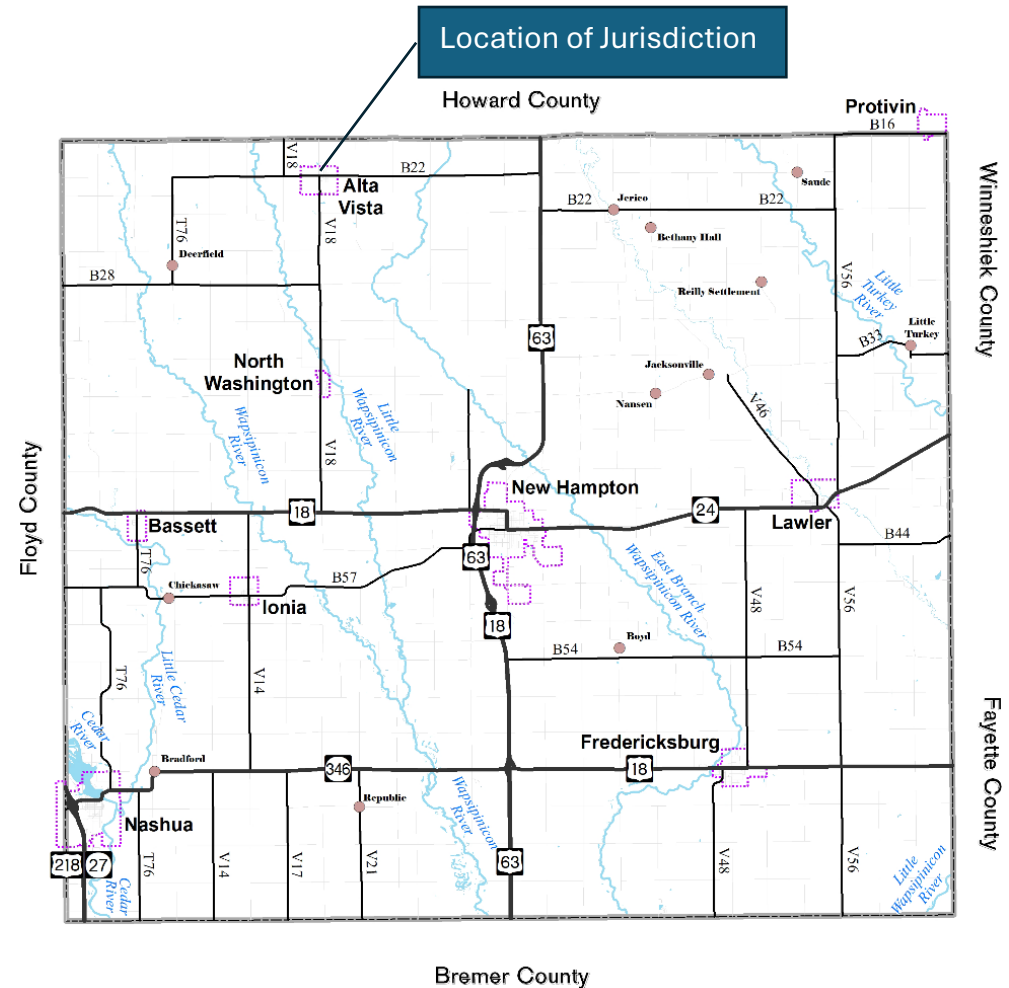 Location of Jurisdiction
Howard County
Protivin
B16
V18
B22
Alta
Vista
Saude
B22
Jerico
B22
T76
V18
Bethany Hall
Deerfield
B28
Reilly Settlement
V56
Little
Turkey
River
Winneshiek County
Little
Turkey
B33
63
North
Washington
Jacksonville
Nansen
V46
Wapsipinicon
River
Little
Wapsipinicon
River
V18
Floyd County
New Hampton
18
24
Bassett
Lawler
B44
T76
63
B57
Chickasaw
Ionia
East Branch
Wapsipinicon River
V48
V56
18
Boyd
B54
B54
T76
Little Cedar
River
V14
Cedar
River
Fredericksburg
Fayette County
Bradford
346
18
Republic
Wapsipinicon
River
Nashua
218
27
Cedar
River
T76
V14
V17
V21
63
V48
V56
Little
Wapsipinicon
River
Bremer County